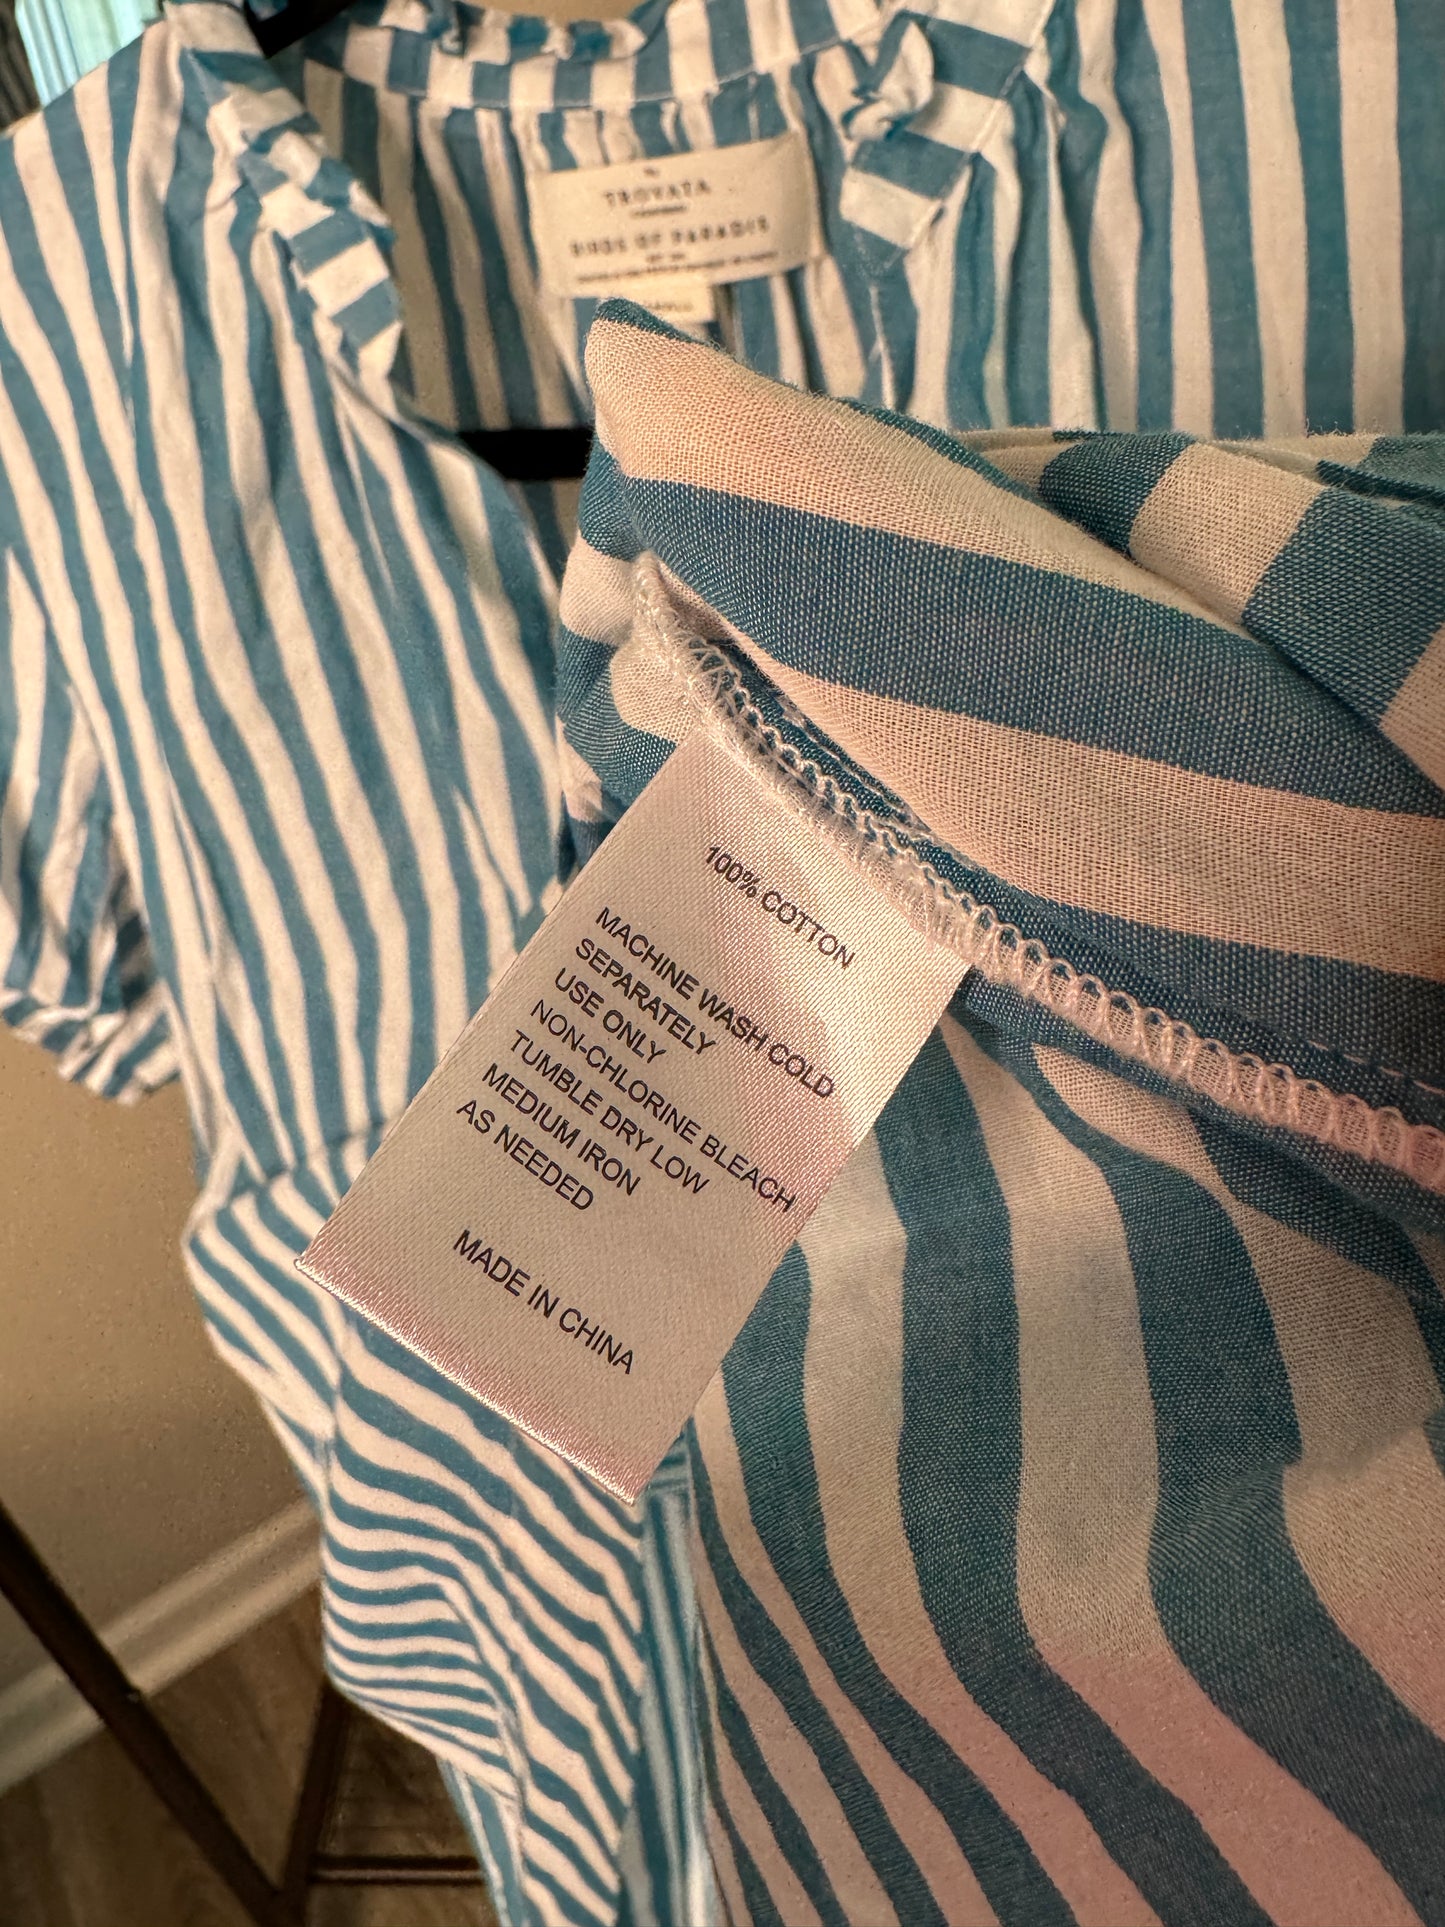 TROVATA
BIRDS OF PARADIS
100% COTTON
MACHINE WASH COLD
SEPARATELY
USE ONLY
NON-CHLORINE BLEACH
TUMBLE DRY LOW
MEDIUM IRON
AS NEEDED
MADE IN CHINA